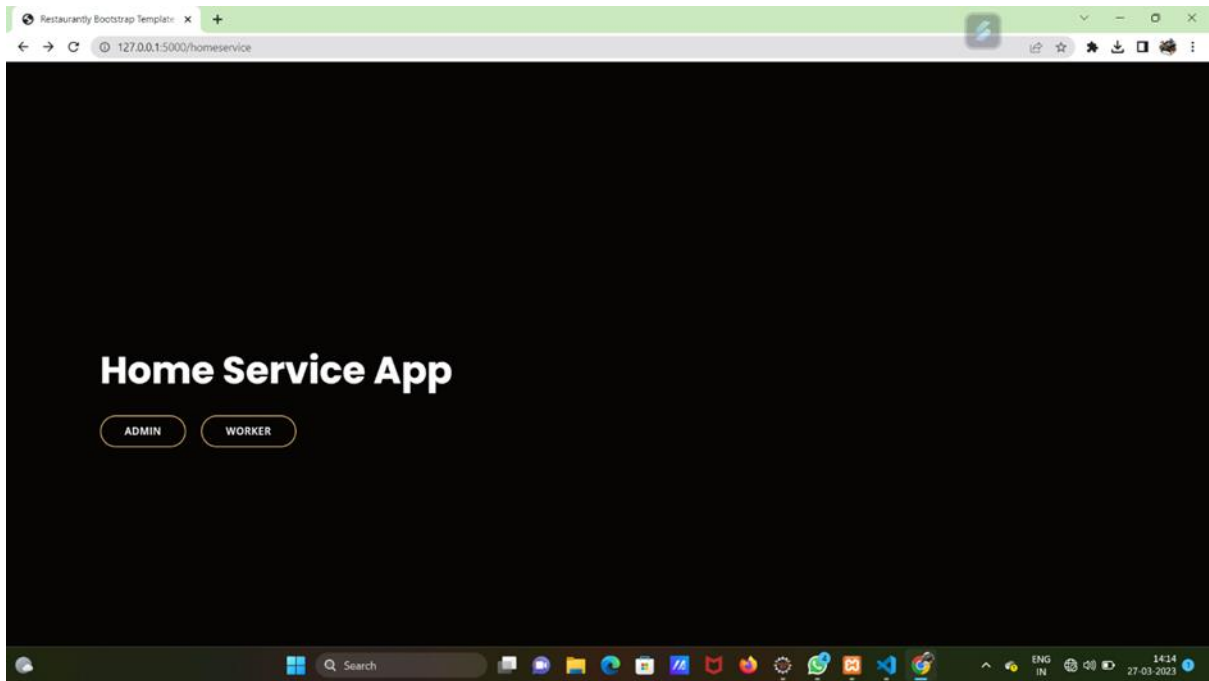 Restaurantly Bootstrap Template
127.0.0.1:5000/homeservice
Home Service App
ADMIN
WORKER
Search
ENG
IN
14:14
27-03-2023